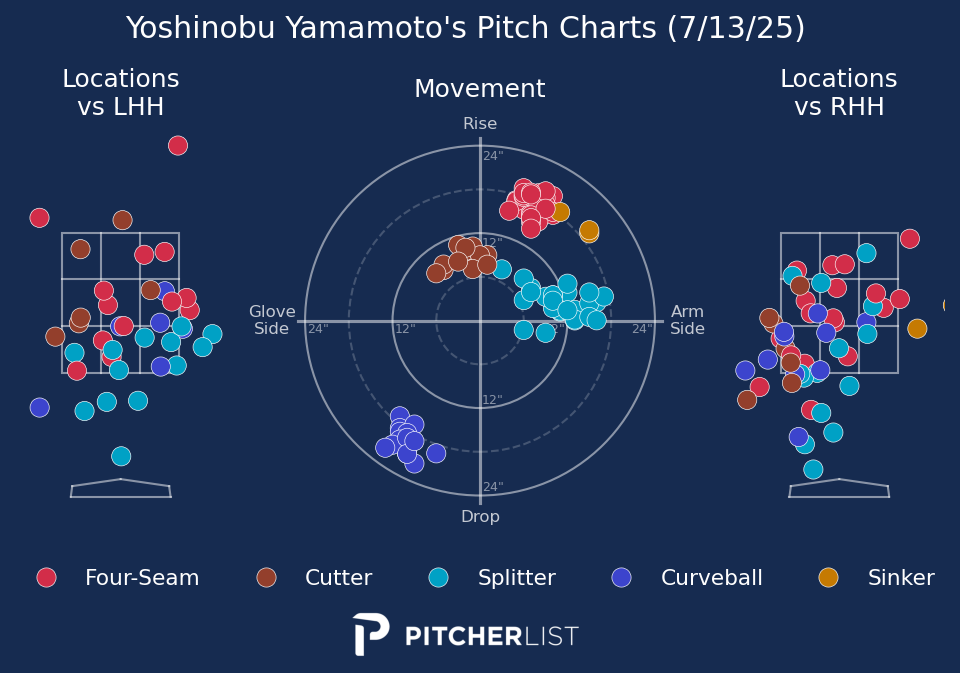 Yoshinobu Yamamoto's Pitch Charts (7/13/25)
Locations
vs LHH
Movement
Locations
vs RHH
Rise
24"
12"
Glove
Side
24"
12"
12"
24"
Arm
Side
12"
24"
Drop
Four-Seam
Cutter
Splitter
Curveball
Sinker
PITCHERLIST